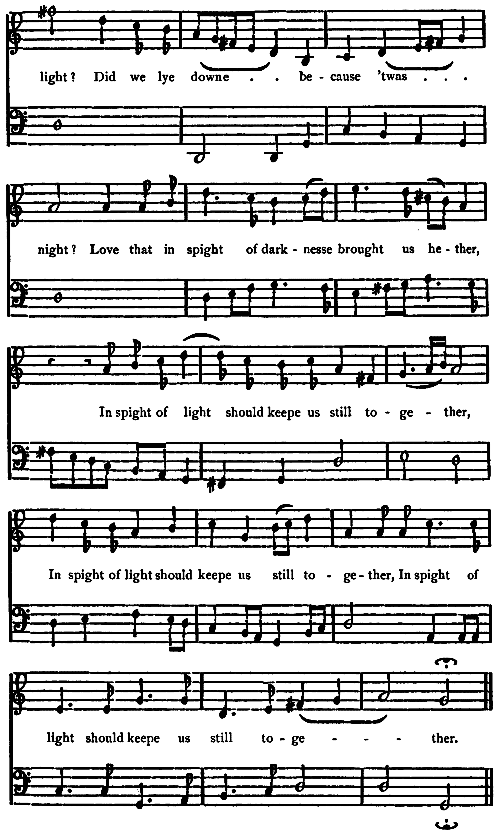 light? Did we lye downe . . be - cause 'twas . . .
night? Love that in spight of dark - nesse brought us he - ther,
In spight of light should keepe us still to - ge - ther,
In spight of light should keepe us still to - ge - ther, In spight of
light should keepe us still to - ge - - - ther.